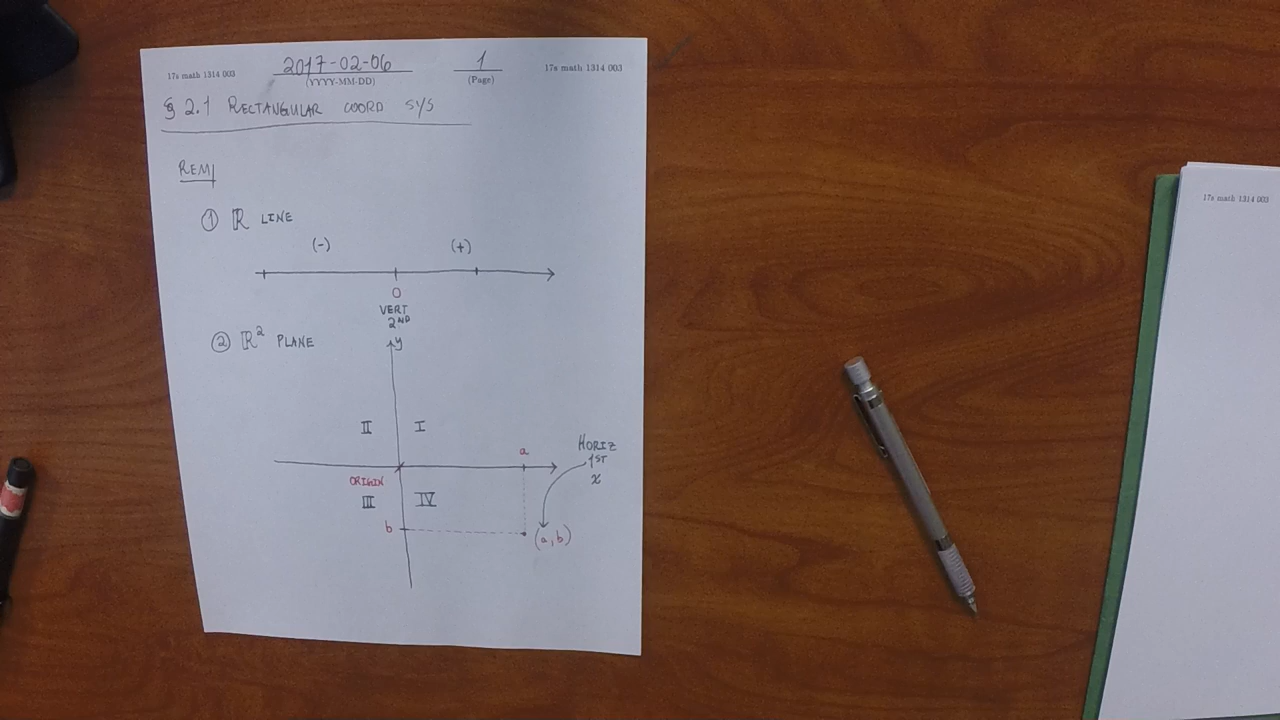 17s math 1314 003 2017-02-06 1 17s math 1314 003
(YYYY-MM-DD) (Page)
§ 2.1 RECTANGULAR COORD SYS
REM
① ℝ LINE
(-) (+)
0
② ℝ² PLANE
VERT
2ND
y
II I
a
HORIZ
1ST
x
ORIGIN
III IV
b
(a,b)
17s math 1314 003